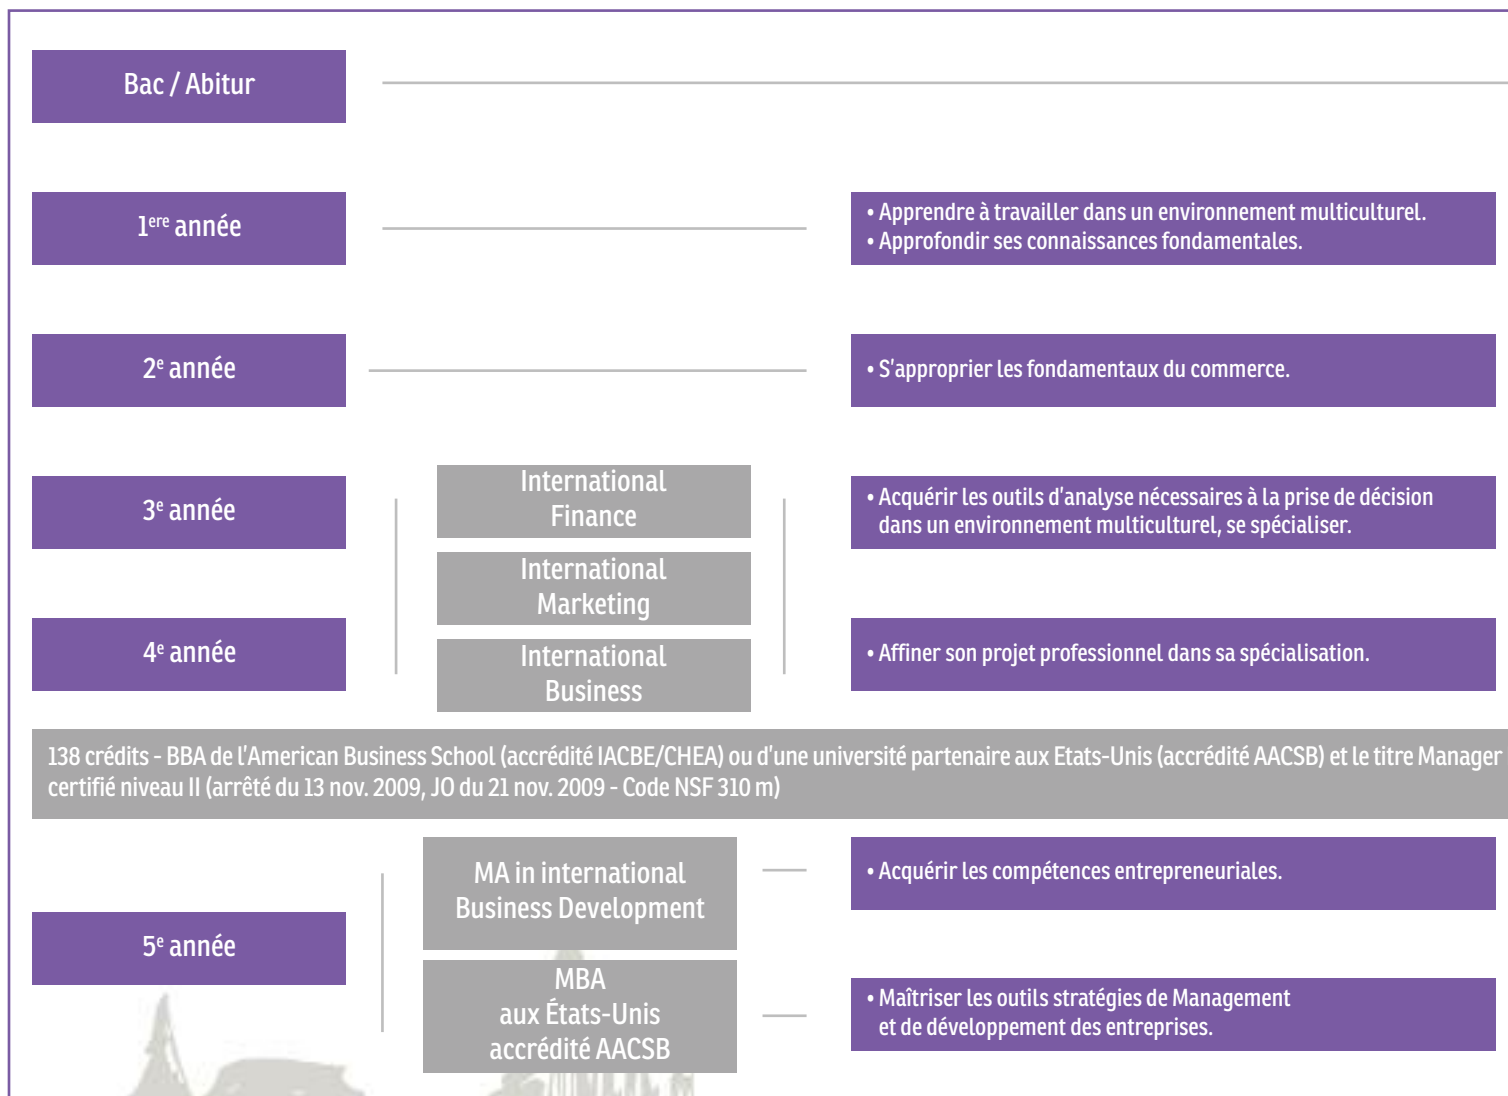 Bac / Abitur
1ere année
• Apprendre à travailler dans un environnement multiculturel.
• Approfondir ses connaissances fondamentales.
2e année
• S'approprier les fondamentaux du commerce.
3e année
International
Finance
• Acquérir les outils d'analyse nécessaires à la prise de décision
dans un environnement multiculturel, se spécialiser.
International
Marketing
4e année
International
Business
• Affiner son projet professionnel dans sa spécialisation.
138 crédits - BBA de l'American Business School (accrédité IACBE/CHEA) ou d'une université partenaire aux Etats-Unis (accrédité AACSB) et le titre Manager
certifié niveau II (arrêté du 13 nov. 2009, JO du 21 nov. 2009 - Code NSF 310 m)
5e année
MA in international
Business Development
• Acquérir les compétences entrepreneuriales.
MBA
aux États-Unis
accrédité AACSB
• Maîtriser les outils stratégies de Management
et de développement des entreprises.